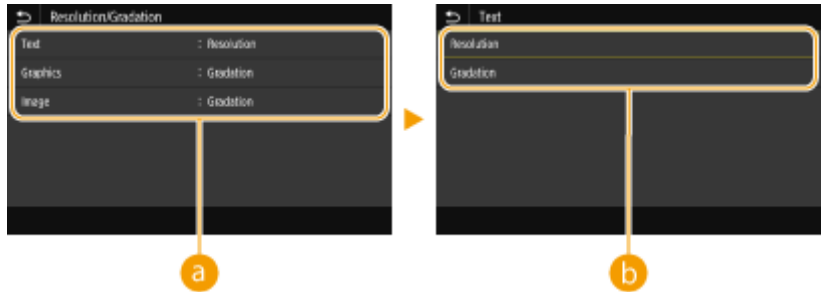 Resolution/Gradation
Text : Resolution
Graphics : Gradation
Image : Gradation
a
Text
Resolution
Gradation
b